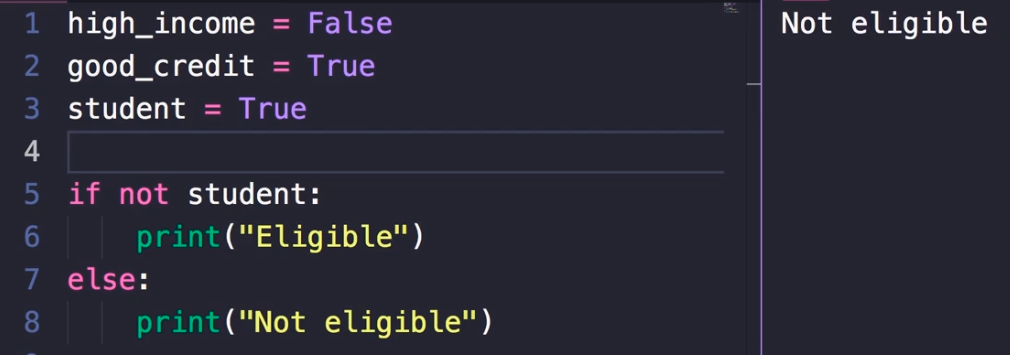 1 high_income = False
2 good_credit = True
3 student = True
4
5 if not student:
6     print("Eligible")
7 else:
8     print("Not eligible")
Not eligible